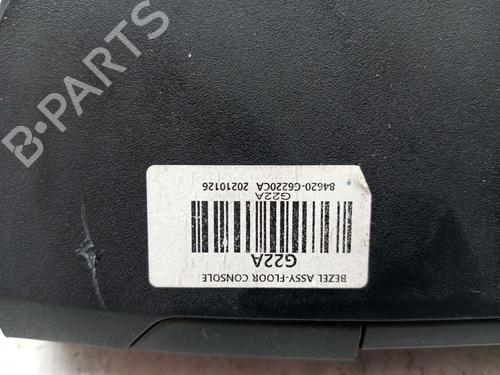 B-PARTS
BEZEL ASSY-FLOOR CONSOLE
G22A
G22A
84620-G6220CA 20210126